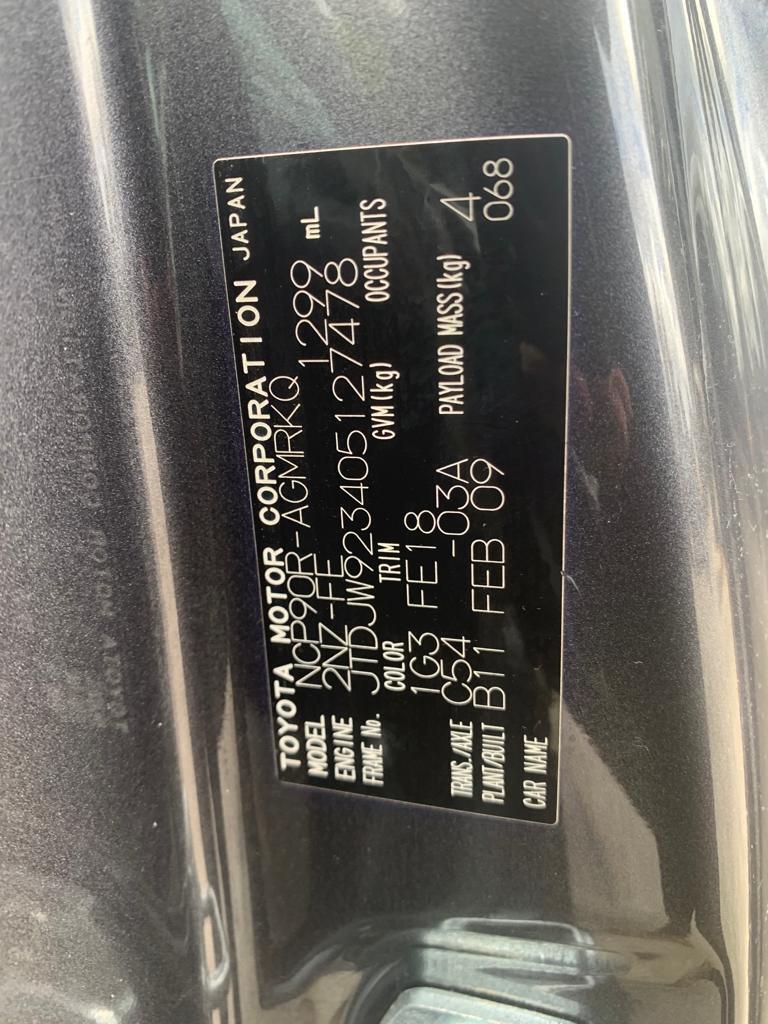 TOYOTA MOTOR CORPORATION JAPAN
MODEL NCP90R-AGMRKQ 1299 mL
ENGINE 2NZ-FE
FRAME No. JTDJW923405127478
COLOR TRIM GVM(kg) OCCUPANTS
1G3 FE18
TRANS./AXLE C54 -03A PAYLOAD MASS(kg) 4
PLANT/BUILT B11 FEB 09 068
CAR NAME